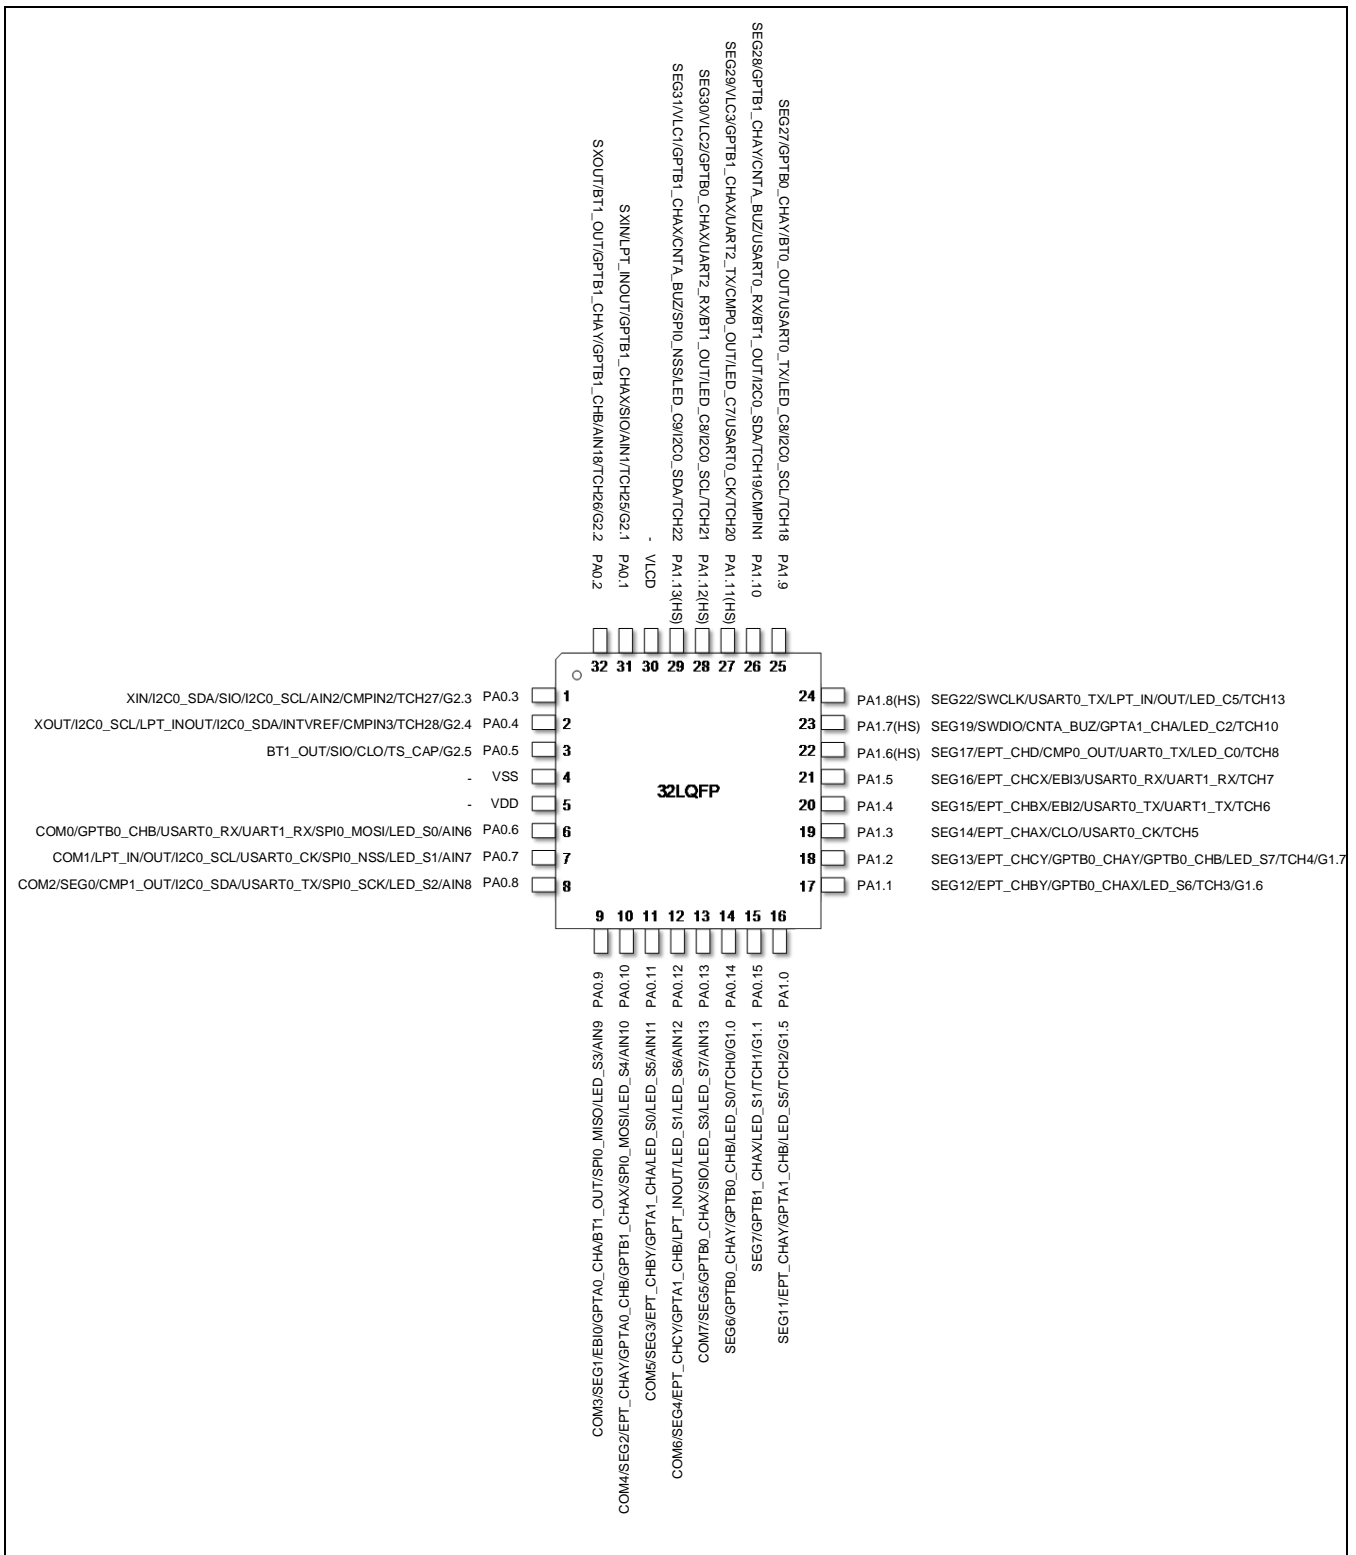 SXOUT/BT1_OUT/GPTB1_CHAY/GPTB1_CHB/AIN18/TCH26/G2.2 PA0.2
SXIN/LPT_INOUT/GPTB1_CHAX/SIO/AIN1/TCH25/G2.1 PA0.1
- VLCD
SEG31/VLC1/GPTB1_CHAX/CNTA_BUZ/SPI0_NSS/LED_C9/I2C0_SDA/TCH22 PA1.13(HS)
SEG30/VLC2/GPTB0_CHAX/UART2_RX/BT1_OUT/LED_C8/I2C0_SCL/TCH21 PA1.12(HS)
SEG29/VLC3/GPTB1_CHAX/UART2_TX/CMP0_OUT/LED_C7/USART0_CK/TCH20 PA1.11(HS)
SEG28/GPTB1_CHAY/CNTA_BUZ/USART0_RX/BT1_OUT/I2C0_SDA/TCH19/CMPIN1 PA1.10
SEG27/GPTB0_CHAY/BT0_OUT/USART0_TX/LED_C8/I2C0_SCL/TCH18 PA1.9
32 31 30 29 28 27 26 25
XIN/I2C0_SDA/SIO/I2C0_SCL/AIN2/CMPIN2/TCH27/G2.3 PA0.3 1
XOUT/I2C0_SCL/LPT_INOUT/I2C0_SDA/INTVREF/CMPIN3/TCH28/G2.4 PA0.4 2
BT1_OUT/SIO/CLO/TS_CAP/G2.5 PA0.5 3
- VSS 4
- VDD 5
COM0/GPTB0_CHB/USART0_RX/UART1_RX/SPI0_MOSI/LED_S0/AIN6 PA0.6 6
COM1/LPT_IN/OUT/I2C0_SCL/USART0_CK/SPI0_NSS/LED_S1/AIN7 PA0.7 7
COM2/SEG0/CMP1_OUT/I2C0_SDA/USART0_TX/SPI0_SCK/LED_S2/AIN8 PA0.8 8
32LQFP
24 PA1.8(HS) SEG22/SWCLK/USART0_TX/LPT_IN/OUT/LED_C5/TCH13
23 PA1.7(HS) SEG19/SWDIO/CNTA_BUZ/GPTA1_CHA/LED_C2/TCH10
22 PA1.6(HS) SEG17/EPT_CHD/CMP0_OUT/UART0_TX/LED_C0/TCH8
21 PA1.5 SEG16/EPT_CHCX/EBI3/USART0_RX/UART1_RX/TCH7
20 PA1.4 SEG15/EPT_CHBX/EBI2/USART0_TX/UART1_TX/TCH6
19 PA1.3 SEG14/EPT_CHAX/CLO/USART0_CK/TCH5
18 PA1.2 SEG13/EPT_CHCY/GPTB0_CHAY/GPTB0_CHB/LED_S7/TCH4/G1.7
17 PA1.1 SEG12/EPT_CHBY/GPTB0_CHAX/LED_S6/TCH3/G1.6
9 10 11 12 13 14 15 16
COM3/SEG1/EBI0/GPTA0_CHA/BT1_OUT/SPI0_MISO/LED_S3/AIN9 PA0.9
COM4/SEG2/EPT_CHAY/GPTA0_CHB/GPTB1_CHAX/SPI0_MOSI/LED_S4/AIN10 PA0.10
COM5/SEG3/EPT_CHBY/GPTA1_CHA/LED_S0/LED_S5/AIN11 PA0.11
COM6/SEG4/EPT_CHCY/GPTA1_CHB/LPT_INOUT/LED_S1/LED_S6/AIN12 PA0.12
COM7/SEG5/GPTB0_CHAX/SIO/LED_S3/LED_S7/AIN13 PA0.13
SEG6/GPTB0_CHAY/GPTB0_CHB/LED_S0/TCH0/G1.0 PA0.14
SEG7/GPTB1_CHAX/LED_S1/TCH1/G1.1 PA0.15
SEG11/EPT_CHAY/GPTA1_CHB/LED_S5/TCH2/G1.5 PA1.0